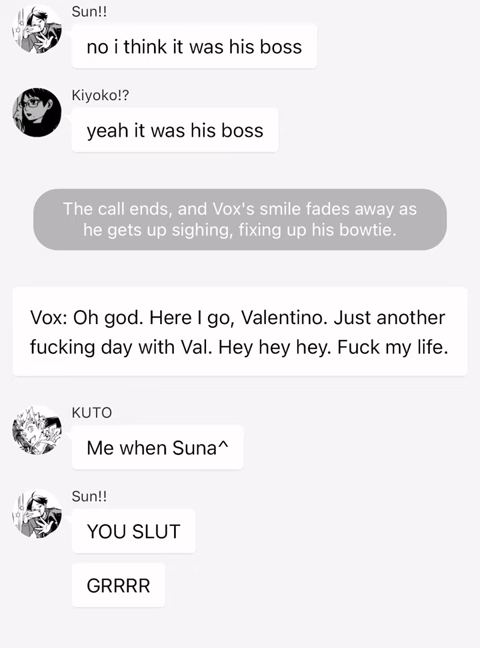 Sun!!
no i think it was his boss
Kiyoko!?
yeah it was his boss
The call ends, and Vox's smile fades away as
he gets up sighing, fixing up his bowtie.
Vox: Oh god. Here I go, Valentino. Just another
fucking day with Val. Hey hey hey. Fuck my life.
KUTO
Me when Suna^
Sun!!
YOU SLUT
GRRRR